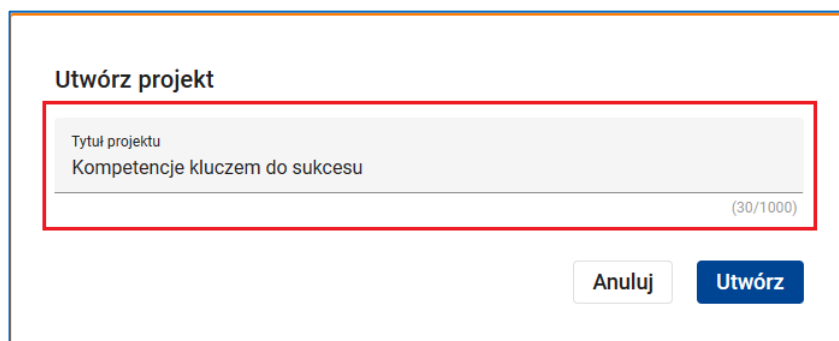 Utwórz projekt
Tytuł projektu
Kompetencje kluczem do sukcesu
(30/1000)
Anuluj
Utwórz